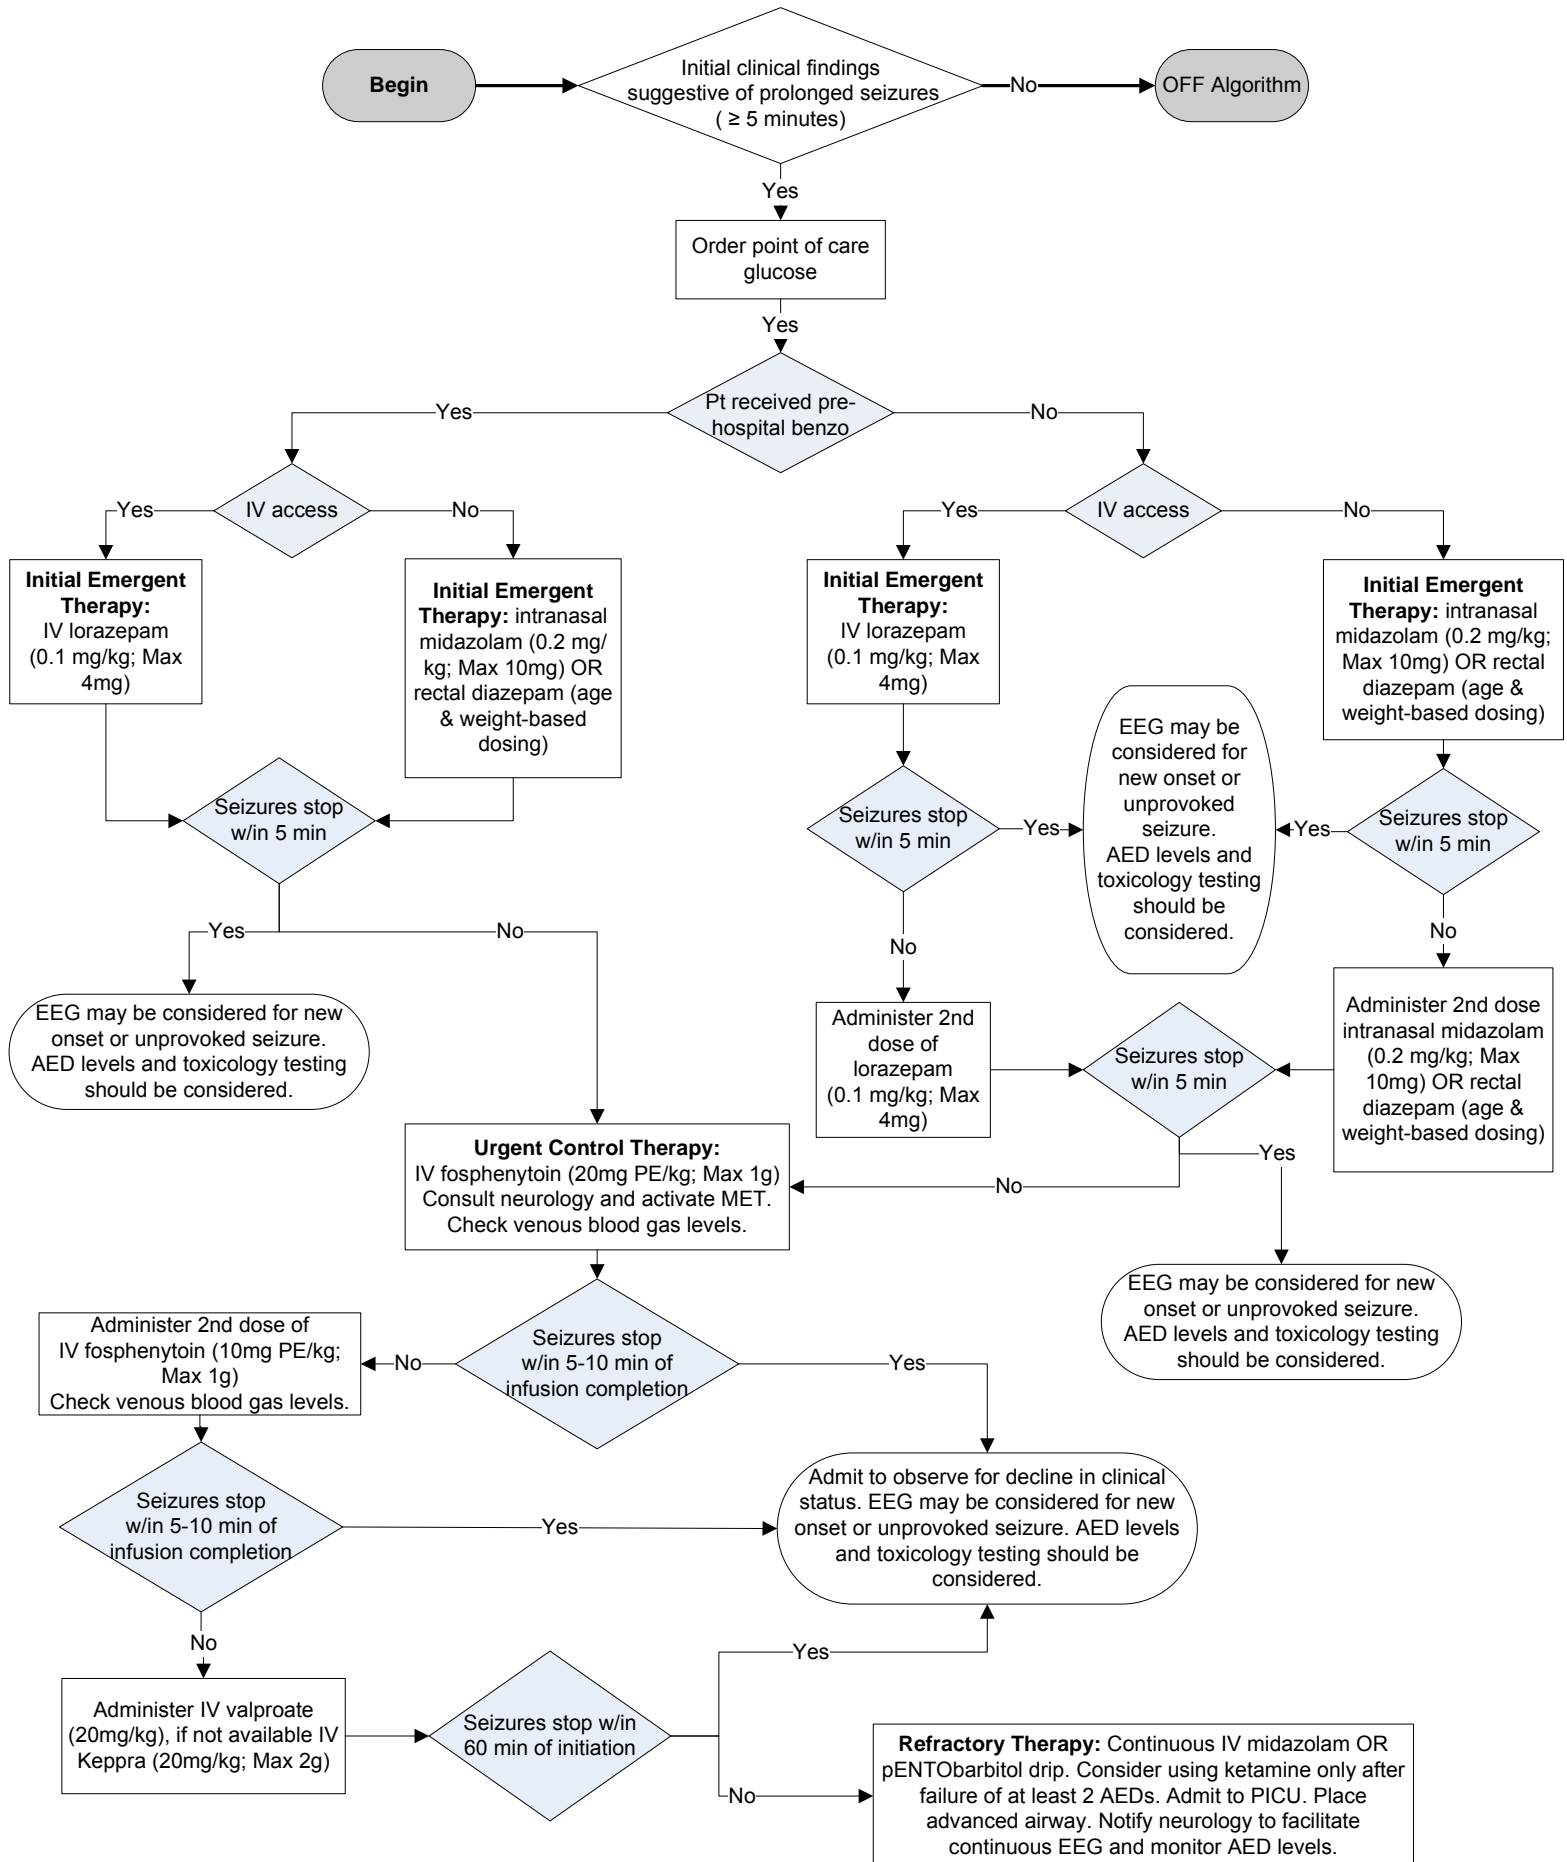 Begin
Initial clinical findings
suggestive of prolonged seizures
( ≥ 5 minutes)
No
OFF Algorithm
Yes
Order point of care
glucose
Yes
Pt received pre-
hospital benzo
Yes
No
IV access
Yes
No
IV access
Yes
No
Initial Emergent
Therapy:
IV lorazepam
(0.1 mg/kg; Max
4mg)
Initial Emergent
Therapy: intranasal
midazolam (0.2 mg/
kg; Max 10mg) OR
rectal diazepam (age
& weight-based
dosing)
Initial Emergent
Therapy:
IV lorazepam
(0.1 mg/kg; Max
4mg)
Initial Emergent
Therapy: intranasal
midazolam (0.2 mg/kg;
Max 10mg) OR rectal
diazepam (age &
weight-based dosing)
Seizures stop
w/in 5 min
Seizures stop
w/in 5 min
Yes
EEG may be
considered for
new onset or
unprovoked
seizure.
AED levels and
toxicology testing
should be
considered.
Yes
Seizures stop
w/in 5 min
Yes
No
No
No
EEG may be considered for new
onset or unprovoked seizure.
AED levels and toxicology testing
should be considered.
Administer 2nd
dose of
lorazepam
(0.1 mg/kg; Max
4mg)
Seizures stop
w/in 5 min
Administer 2nd dose
intranasal midazolam
(0.2 mg/kg; Max
10mg) OR rectal
diazepam (age &
weight-based dosing)
Urgent Control Therapy:
IV fosphenytoin (20mg PE/kg; Max 1g)
Consult neurology and activate MET.
Check venous blood gas levels.
No
Yes
EEG may be considered for new
onset or unprovoked seizure.
AED levels and toxicology testing
should be considered.
Administer 2nd dose of
IV fosphenytoin (10mg PE/kg;
Max 1g)
Check venous blood gas levels.
No
Seizures stop
w/in 5-10 min of
infusion completion
Yes
Seizures stop
w/in 5-10 min of
infusion completion
Yes
Admit to observe for decline in clinical
status. EEG may be considered for new
onset or unprovoked seizure. AED levels
and toxicology testing should be
considered.
No
Administer IV valproate
(20mg/kg), if not available IV
Keppra (20mg/kg; Max 2g)
Seizures stop w/in
60 min of initiation
Yes
No
Refractory Therapy: Continuous IV midazolam OR
pENTObarbitol drip. Consider using ketamine only after
failure of at least 2 AEDs. Admit to PICU. Place
advanced airway. Notify neurology to facilitate
continuous EEG and monitor AED levels.